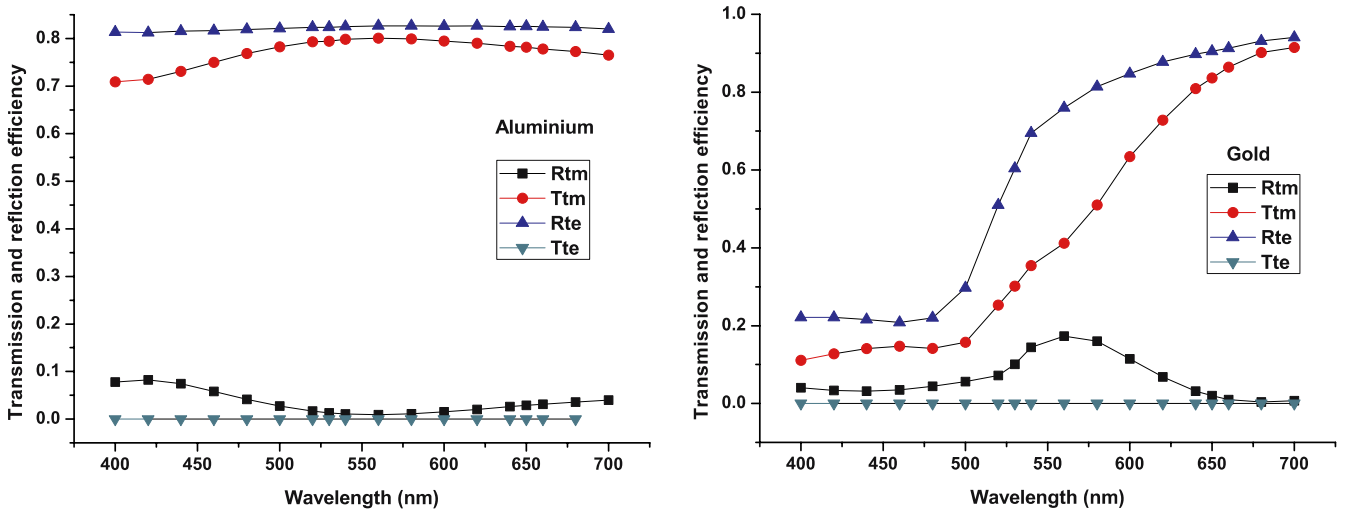 Transmission and reflction efficiency
0.8
0.7
0.6
0.5
0.4
0.3
0.2
0.1
0.0
Aluminium
Rtm
Ttm
Rte
Tte
400 450 500 550 600 650 700
Wavelength (nm)
Transmission and reflction efficiency
1.0
0.8
0.6
0.4
0.2
0.0
Gold
Rtm
Ttm
Rte
Tte
400 450 500 550 600 650 700
Wavelength (nm)